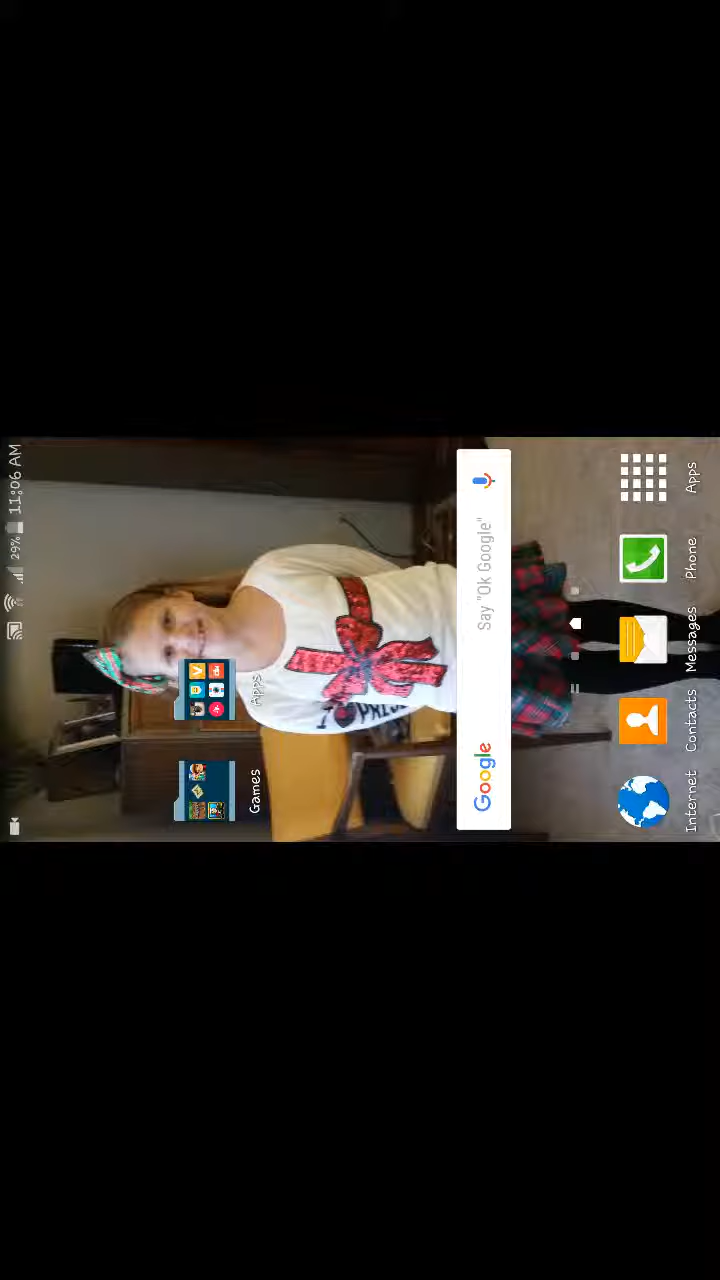 29% 11:06 AM
Games
Apps
Google
Say "Ok Google"
Internet
Contacts
Messages
Phone
Apps